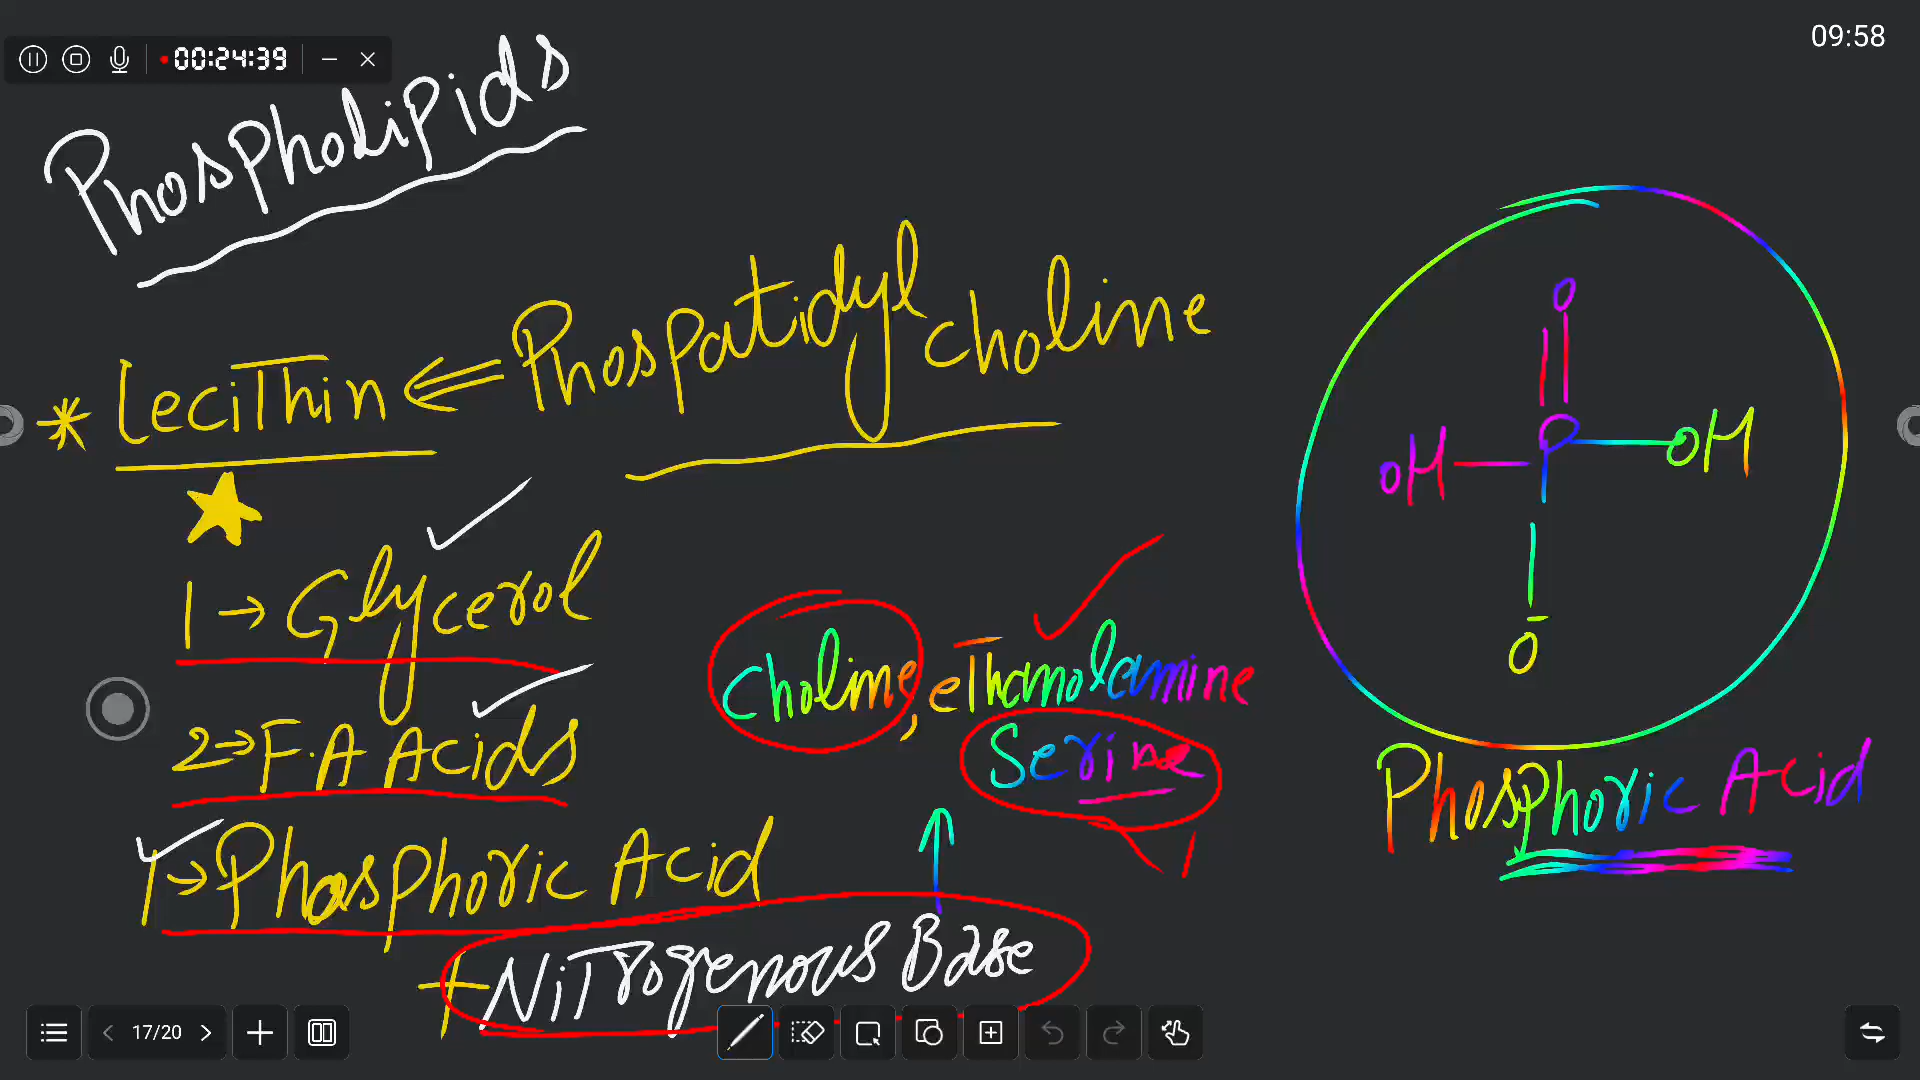 09:58
00:24:39
Phospholipids
* Lecithin ⇐ Phospatidyl choline
1→ Glycerol
2→ F.A Acids
1→ Phosphoric Acid
+ Nitrogenous Base
choline, ethanolamine
Serine
O
OH P OH
O-
Phosphoric Acid
17/20